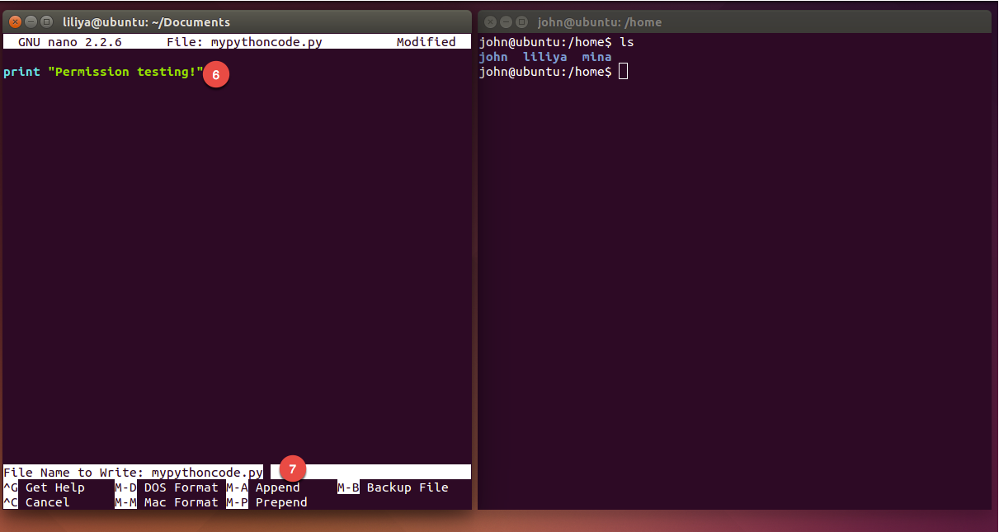 liliya@ubuntu: ~/Documents
GNU nano 2.2.6 File: mypythoncode.py Modified
print "Permission testing!"
6
7
File Name to Write: mypythoncode.py
^G Get Help M-D DOS Format M-A Append M-B Backup File
^C Cancel M-M Mac Format M-P Prepend
john@ubuntu: /home
john@ubuntu:/home$ ls
john liliya mina
john@ubuntu:/home$